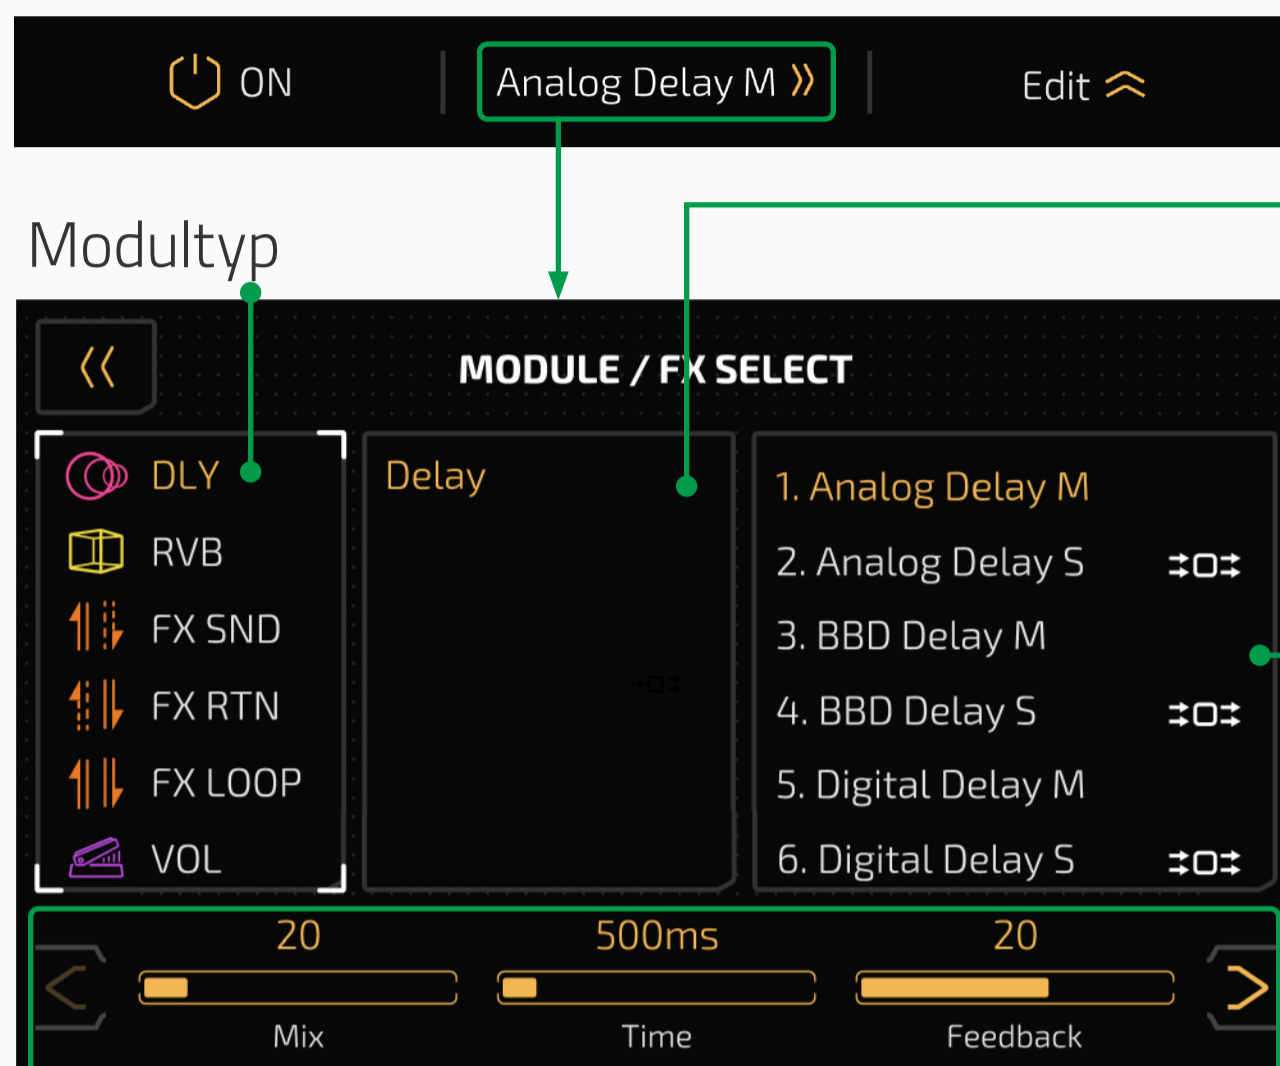 ON
Analog Delay M
Edit
Modultyp
MODULE / FX SELECT
DLY
RVB
FX SND
FX RTN
FX LOOP
VOL
Delay
1. Analog Delay M
2. Analog Delay S
3. BBD Delay M
4. BBD Delay S
5. Digital Delay M
6. Digital Delay S
20
500ms
20
Mix
Time
Feedback